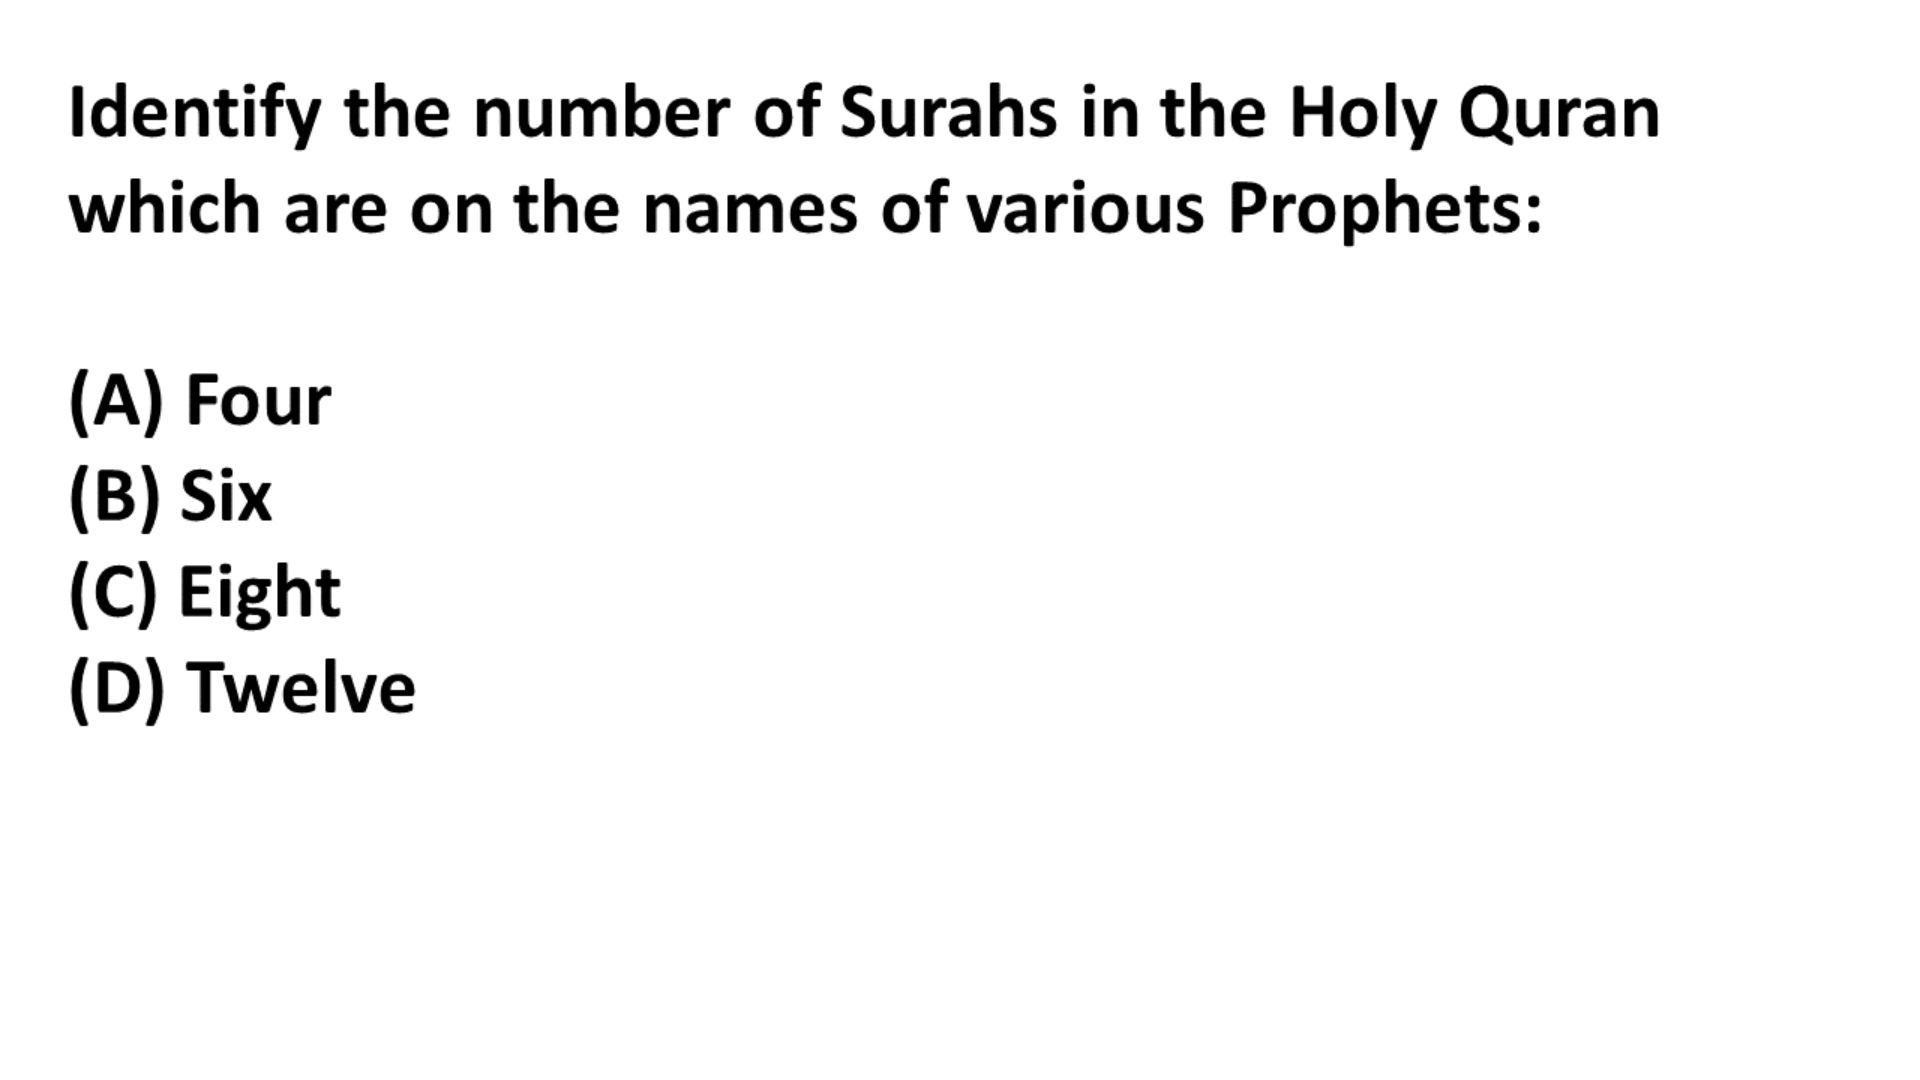 Identify the number of Surahs in the Holy Quran
which are on the names of various Prophets:
(A) Four
(B) Six
(C) Eight
(D) Twelve